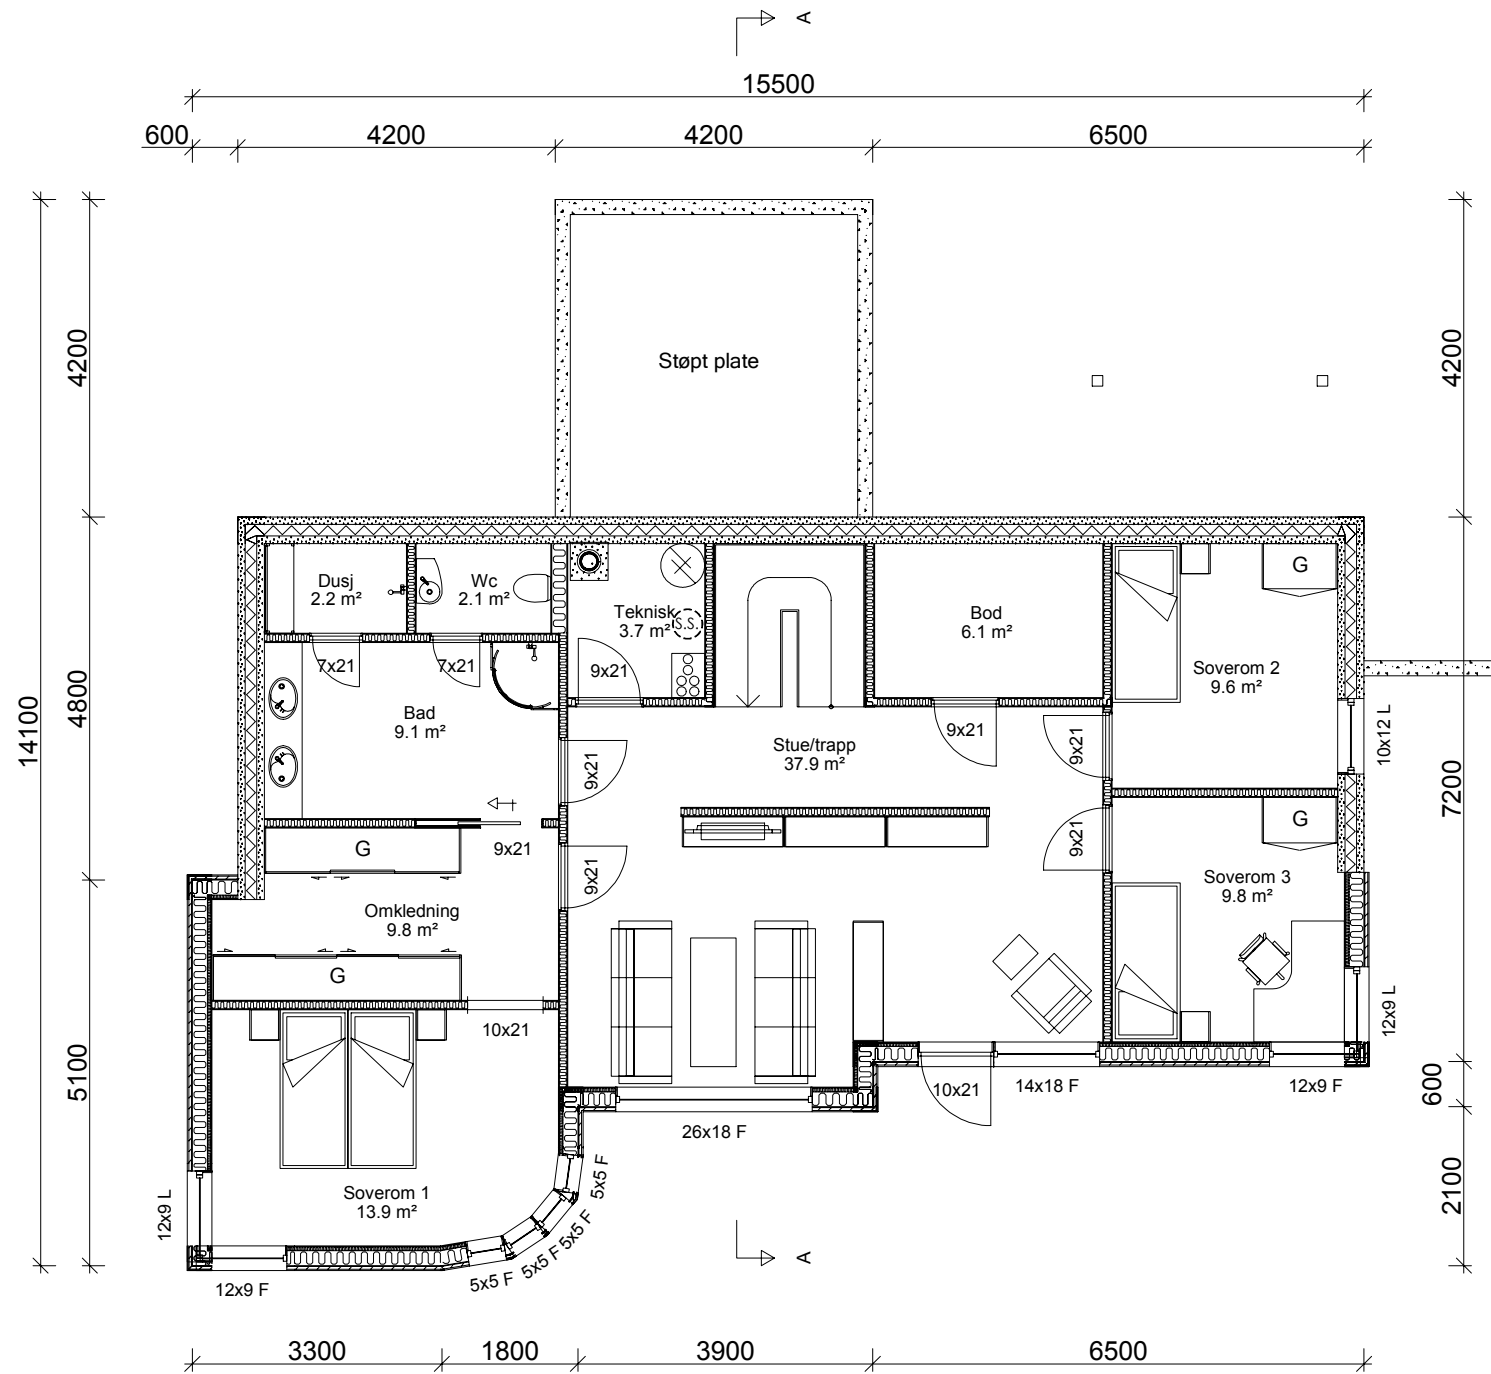 A
15500
600
4200
4200
6500
14100
4200
4800
5100
4200
7200
600
2100
Støpt plate
Dusj
2.2 m²
Wc
2.1 m²
Teknisk
3.7 m²
S.S.
Bod
6.1 m²
G
Soverom 2
9.6 m²
7x21
7x21
9x21
Bad
9.1 m²
9x21
Stue/trapp
37.9 m²
9x21
9x21
10x12 L
G
9x21
9x21
9x21
G
Soverom 3
9.8 m²
Omkledning
9.8 m²
G
10x21
12x9 L
10x21
14x18 F
12x9 F
26x18 F
Soverom 1
13.9 m²
12x9 L
5x5 F
5x5 F
5x5 F
5x5 F
12x9 F
A
3300
1800
3900
6500